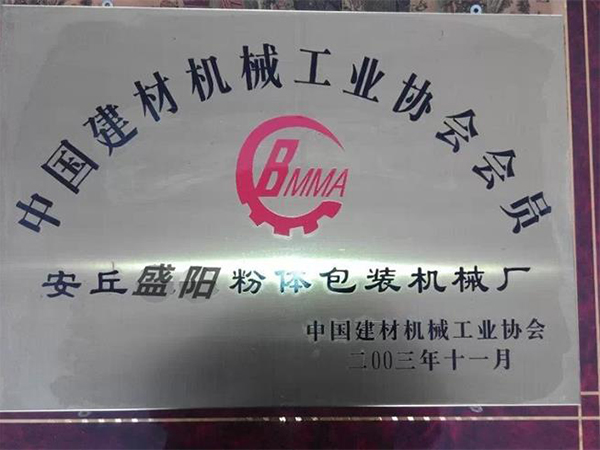 中国建材机械工业协会会员
CBMMA
安丘盛阳粉体包装机械厂
中国建材机械工业协会
二00三年十一月